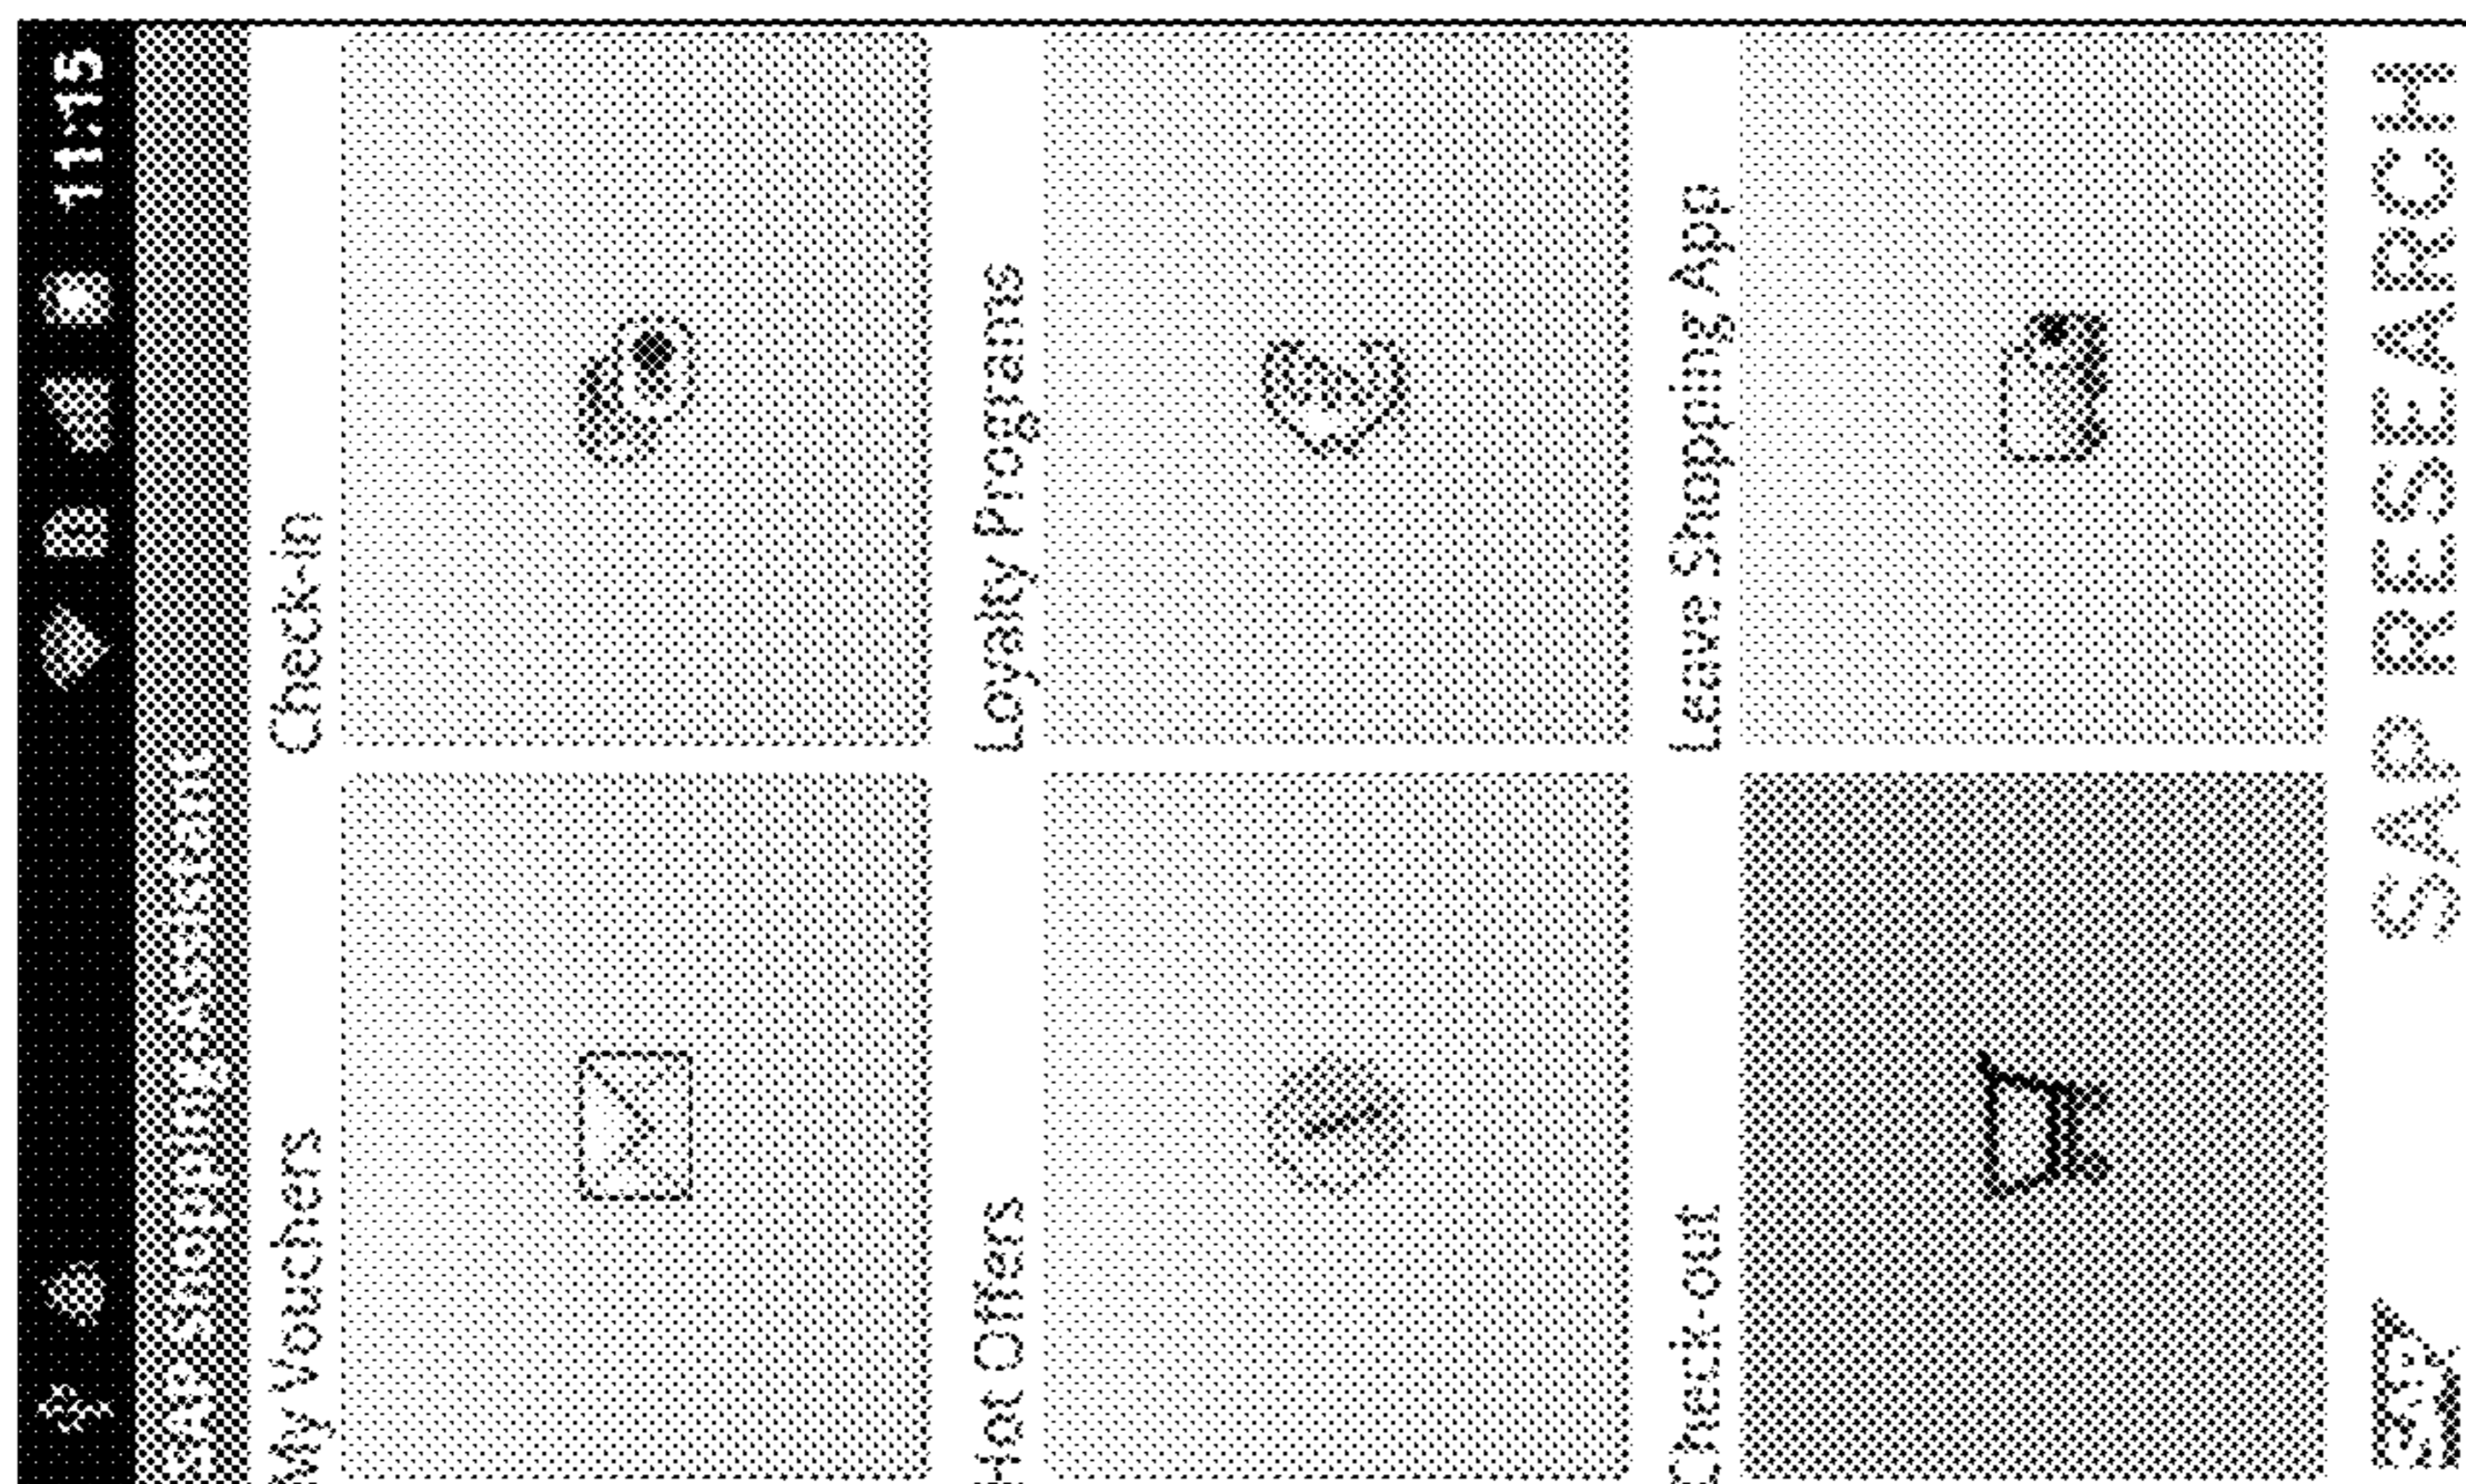 11:15
SAP Shopping Assistant
My Vouchers Check-in
Hot Offers Loyalty Programs
Check-out Leave Shopping App
SAP SAP RESEARCH